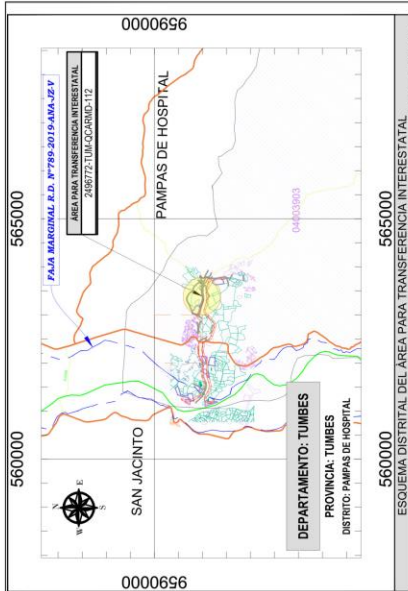 9590000
9590000
565000
565000
560000
560000
FAJA MARGINAL R.D. N°789-2019-ANA-JZ-V
ÁREA PARA TRANSFERENCIA INTERESTATAL
2496772-TUM-QCARMD-112
PAMPAS DE HOSPITAL
04003903
SAN JACINTO
N
E
S
W
DEPARTAMENTO: TUMBES
PROVINCIA: TUMBES
DISTRITO: PAMPAS DE HOSPITAL
ESQUEMA DISTRITAL DEL ÁREA PARA TRANSFERENCIA INTERESTATAL